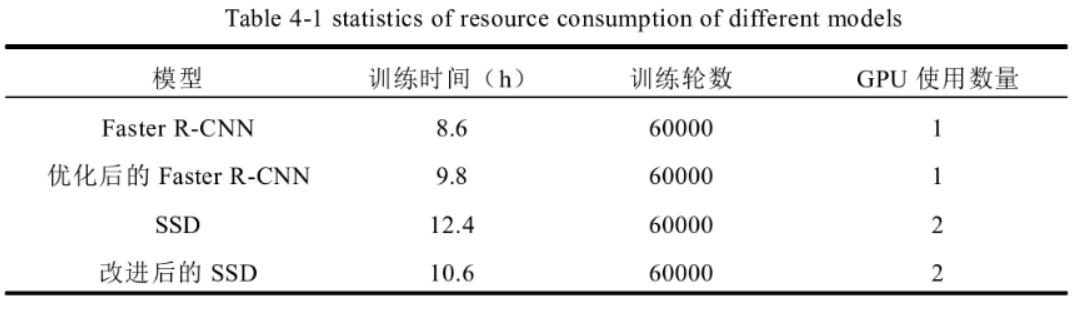 Table 4-1 statistics of resource consumption of different models
模型 训练时间（h） 训练轮数 GPU 使用数量
Faster R-CNN 8.6 60000 1
优化后的 Faster R-CNN 9.8 60000 1
SSD 12.4 60000 2
改进后的 SSD 10.6 60000 2